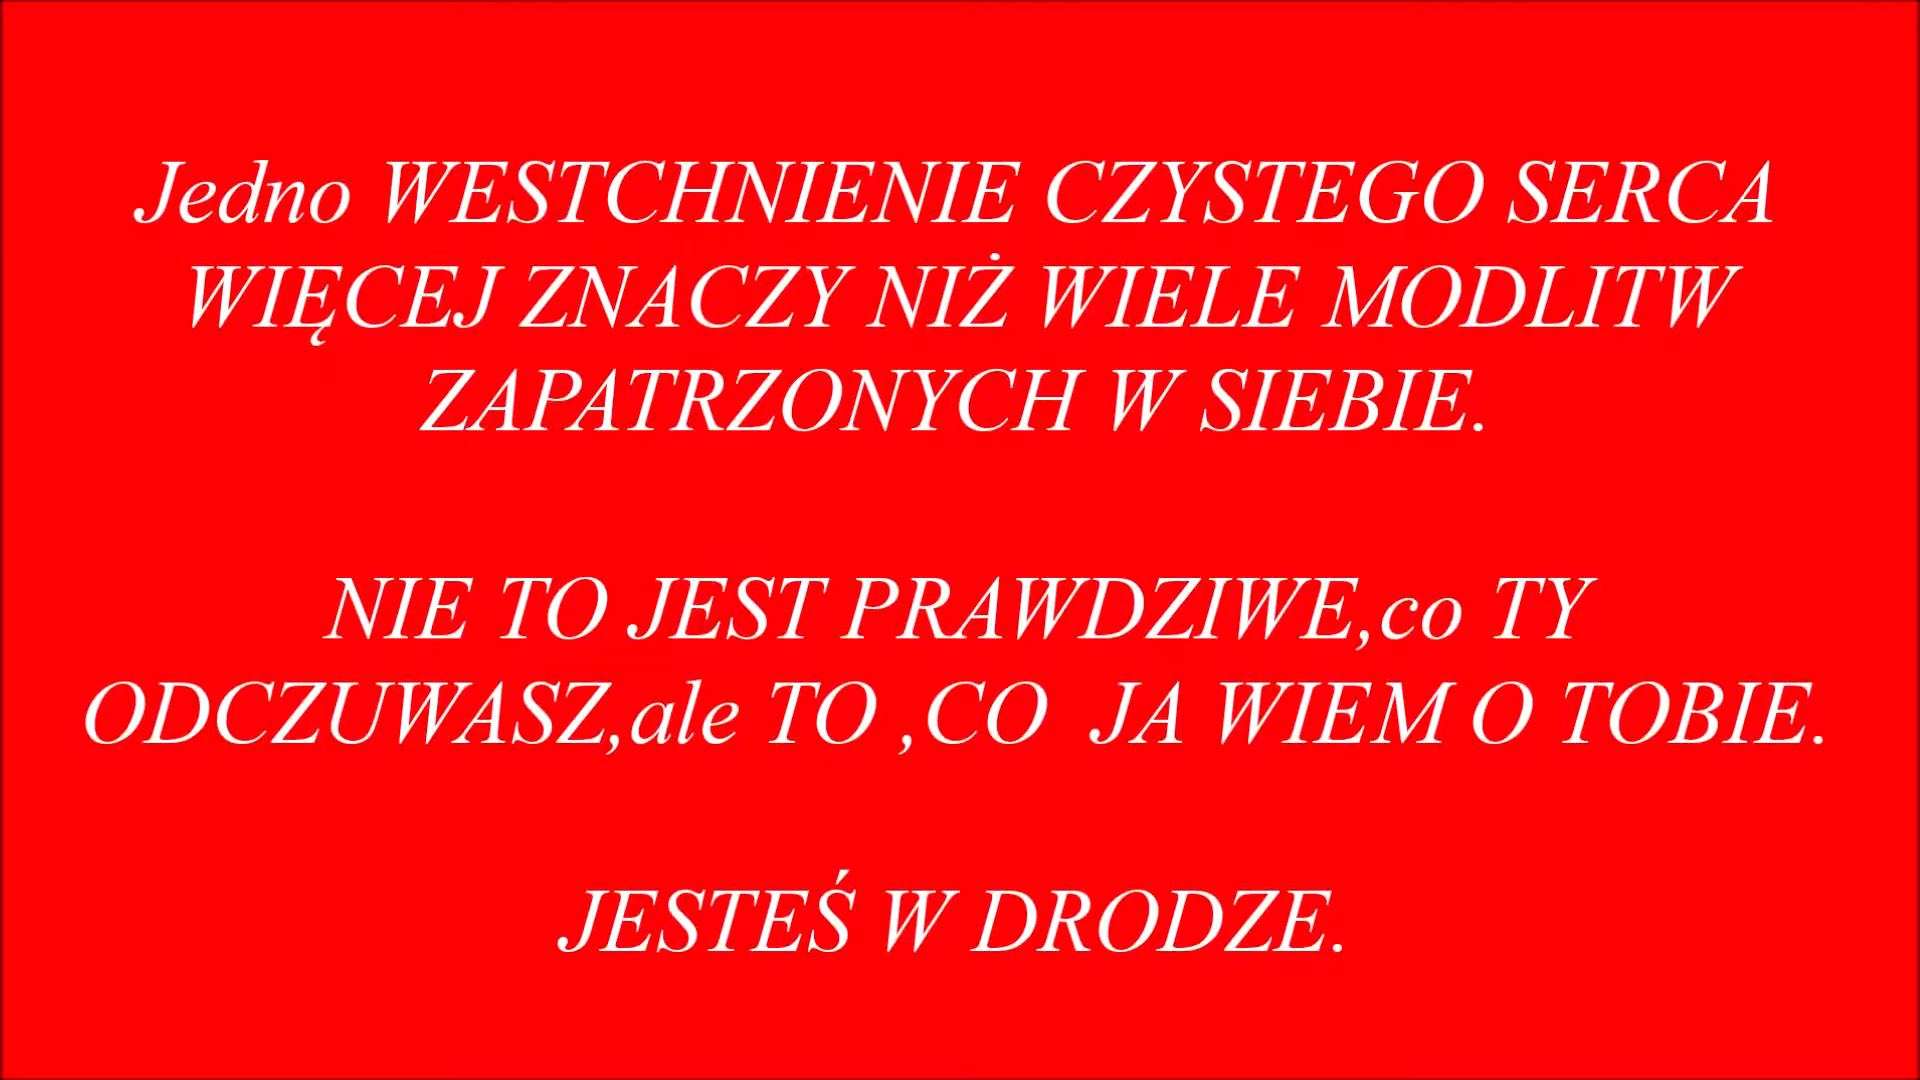 Jedno WESTCHNIENIE CZYSTEGO SERCA
WIĘCEJ ZNACZY NIŻ WIELE MODLITW
ZAPATRZONYCH W SIEBIE.
NIE TO JEST PRAWDZIWE,co TY
ODCZUWASZ,ale TO ,CO  JA WIEM O TOBIE.
JESTEŚ W DRODZE.